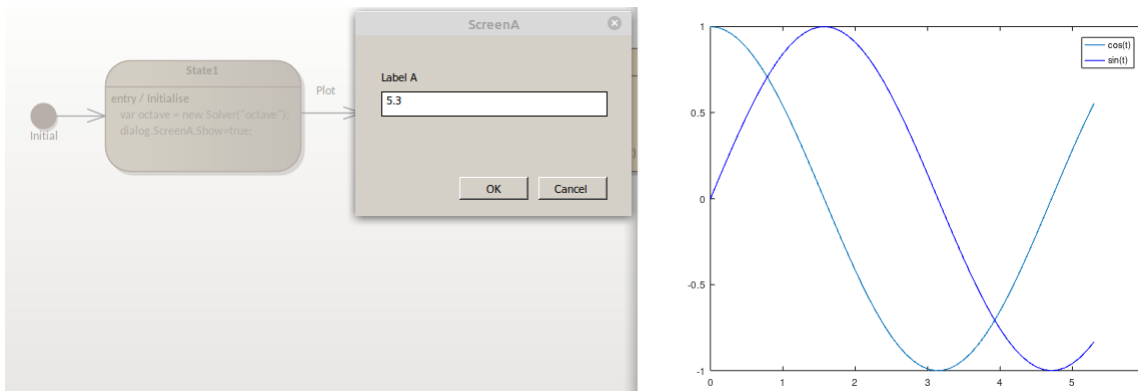 ScreenA
State1
Label A
entry / Initialise
Plot
5.3
var octave = new Solver("octave");
dialog.ScreenA.Show=true;
Initial
OK
Cancel
cos(t)
sin(t)
1
0.5
0
-0.5
-1
0
1
2
3
4
5